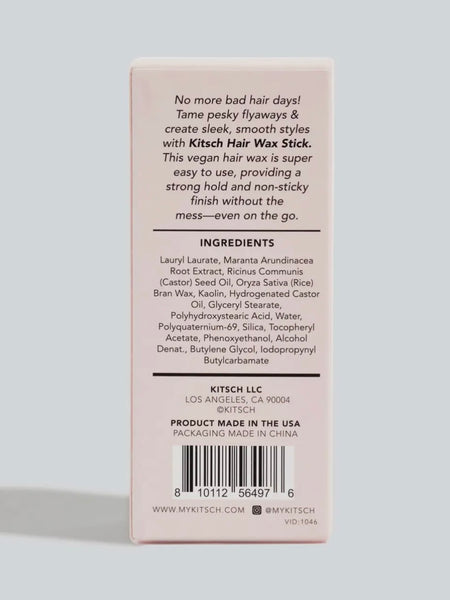 No more bad hair days!
Tame pesky flyaways &
create sleek, smooth styles
with Kitsch Hair Wax Stick.
This vegan hair wax is super
easy to use, providing a
strong hold and non-sticky
finish without the
mess—even on the go.
INGREDIENTS
Lauryl Laurate, Maranta Arundinacea
Root Extract, Ricinus Communis
(Castor) Seed Oil, Oryza Sativa (Rice)
Bran Wax, Kaolin, Hydrogenated Castor
Oil, Glyceryl Stearate,
Polyhydroxystearic Acid, Water,
Polyquaternium-69, Silica, Tocopheryl
Acetate, Phenoxyethanol, Alcohol
Denat., Butylene Glycol, Iodopropynyl
Butylcarbamate
KITSCH LLC
LOS ANGELES, CA 90004
©KITSCH
PRODUCT MADE IN THE USA
PACKAGING MADE IN CHINA
8 10112 56497 6
WWW.MYKITSCH.COM @MYKITSCH
VID:1046